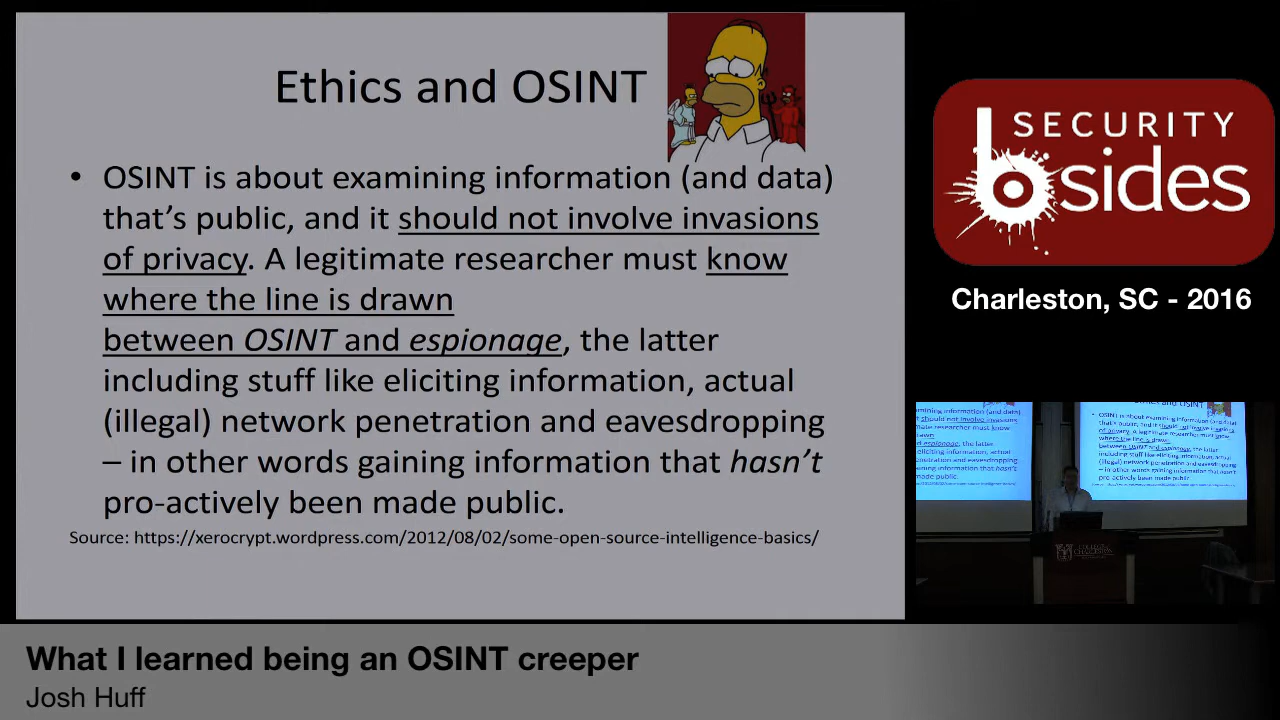 Ethics and OSINT
• OSINT is about examining information (and data)
that's public, and it should not involve invasions
of privacy. A legitimate researcher must know
where the line is drawn
between OSINT and espionage, the latter
including stuff like eliciting information, actual
(illegal) network penetration and eavesdropping
– in other words gaining information that hasn't
pro-actively been made public.
Source: https://xerocrypt.wordpress.com/2012/08/02/some-open-source-intelligence-basics/
SECURITY
bsides
Charleston, SC - 2016
What I learned being an OSINT creeper
Josh Huff